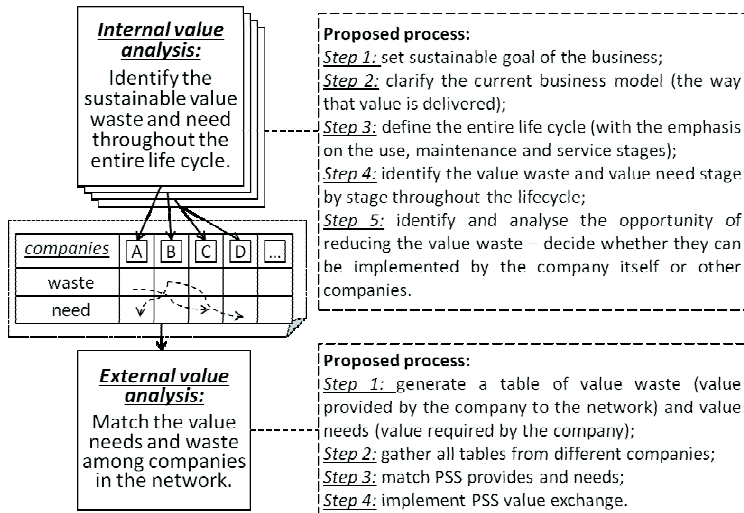 Internal value
analysis:
Identify the
sustainable value
waste and need
throughout the
entire life cycle.
Proposed process:
Step 1: set sustainable goal of the business;
Step 2: clarify the current business model (the way
that value is delivered);
Step 3: define the entire life cycle (with the emphasis
on the use, maintenance and service stages);
Step 4: identify the value waste and value need stage
by stage throughout the lifecycle;
Step 5: identify and analyse the opportunity of
reducing the value waste – decide whether they can
be implemented by the company itself or other
companies.
companies A B C D ...
waste
need
External value
analysis:
Match the value
needs and waste
among companies
in the network.
Proposed process:
Step 1: generate a table of value waste (value
provided by the company to the network) and value
needs (value required by the company);
Step 2: gather all tables from different companies;
Step 3: match PSS provides and needs;
Step 4: implement PSS value exchange.